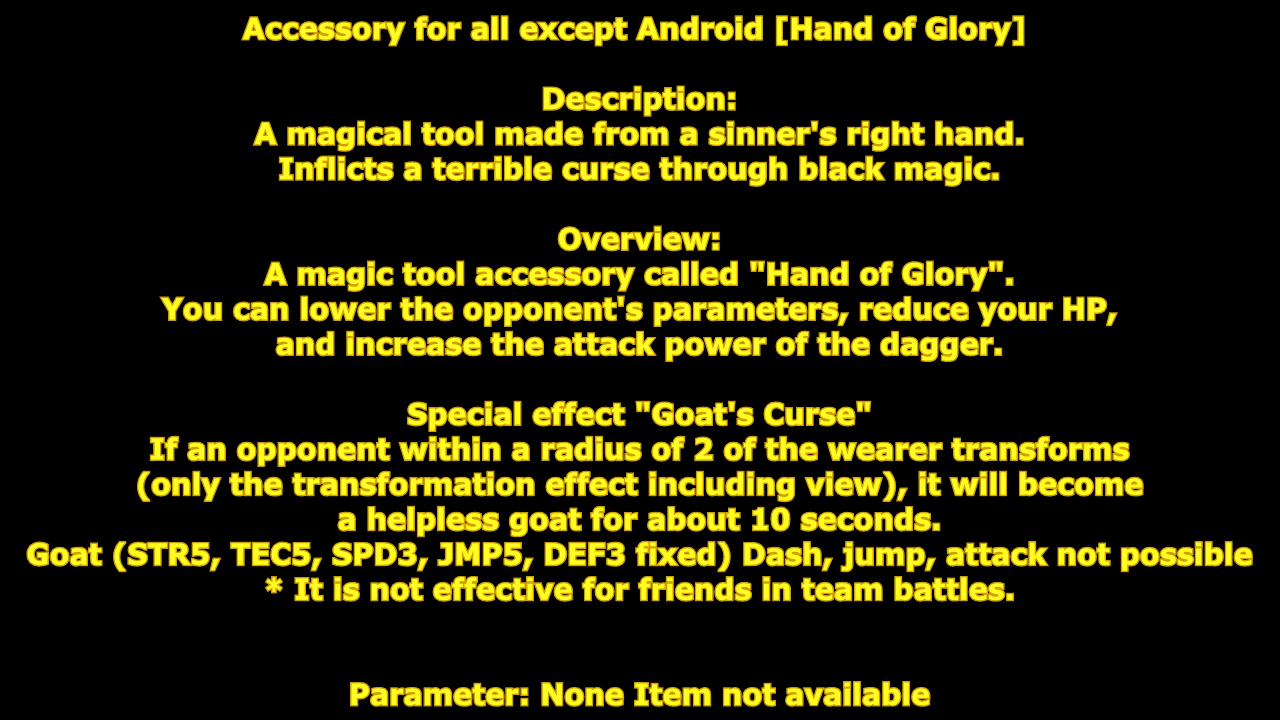 Accessory for all except Android [Hand of Glory]
Description:
A magical tool made from a sinner's right hand.
Inflicts a terrible curse through black magic.
Overview:
A magic tool accessory called "Hand of Glory".
You can lower the opponent's parameters, reduce your HP,
and increase the attack power of the dagger.
Special effect "Goat's Curse"
If an opponent within a radius of 2 of the wearer transforms
(only the transformation effect including view), it will become
a helpless goat for about 10 seconds.
Goat (STR5, TEC5, SPD3, JMP5, DEF3 fixed) Dash, jump, attack not possible
* It is not effective for friends in team battles.
Parameter: None Item not available